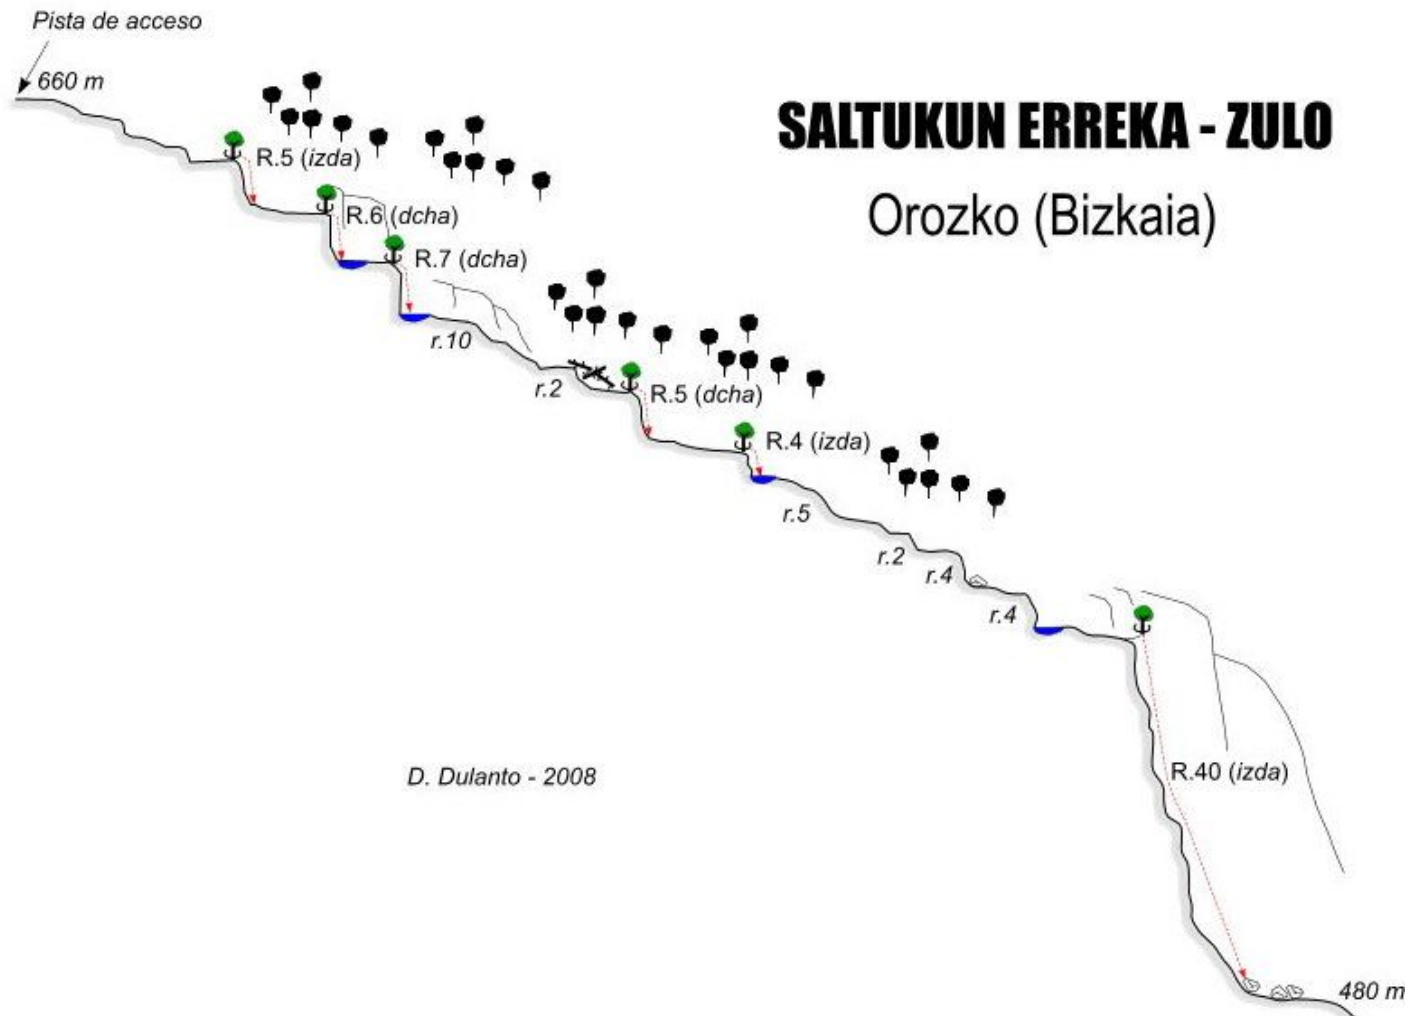 Pista de acceso
660 m
SALTUKUN ERREKA - ZULO
Orozko (Bizkaia)
R.5 (izda)
R.6 (dcha)
R.7 (dcha)
r.10
r.2
R.5 (dcha)
R.4 (izda)
r.5
r.2
r.4
r.4
R.40 (izda)
D. Dulanto - 2008
480 m